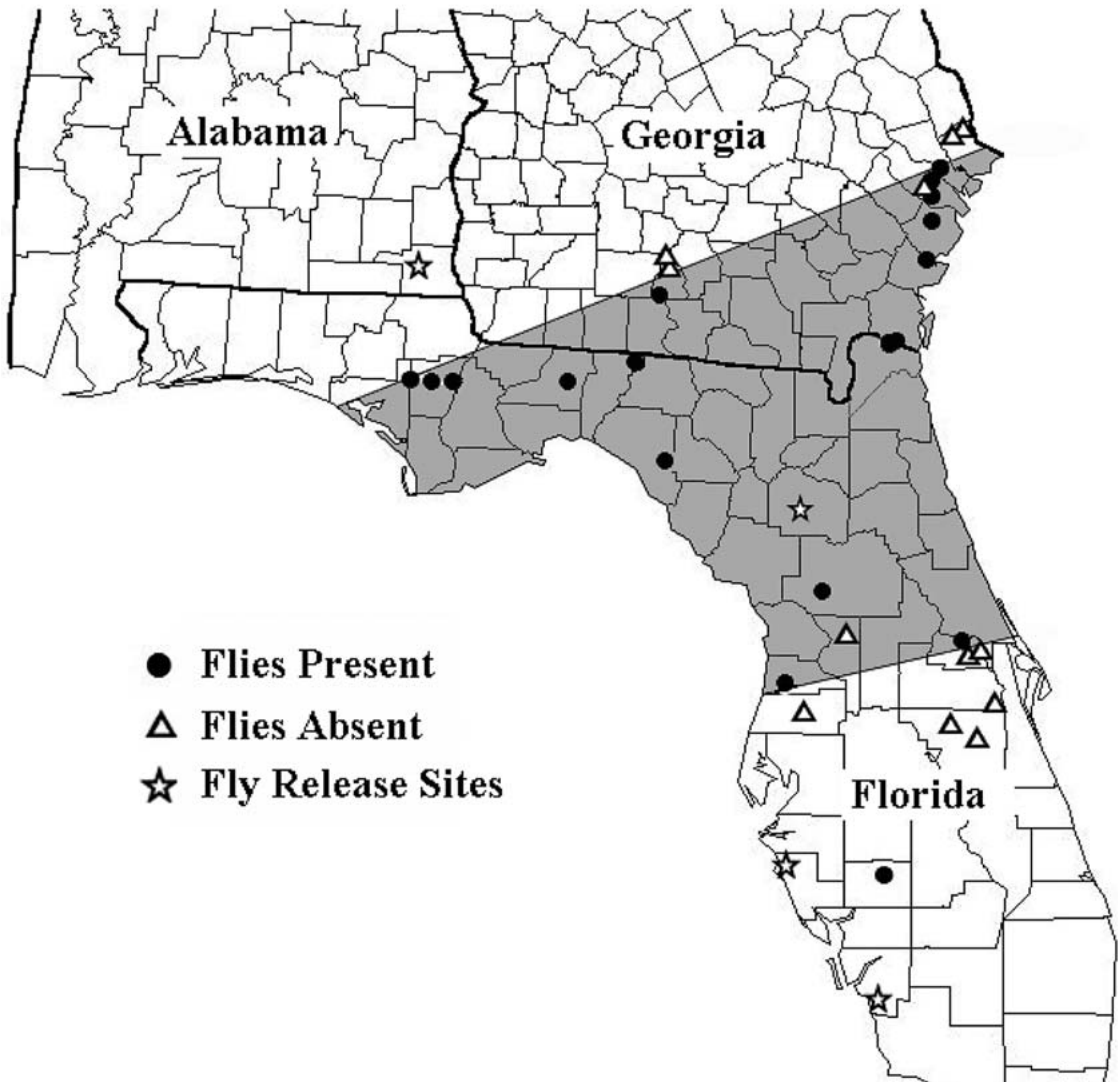 Alabama
Georgia
Flies Present
Flies Absent
Fly Release Sites
Florida